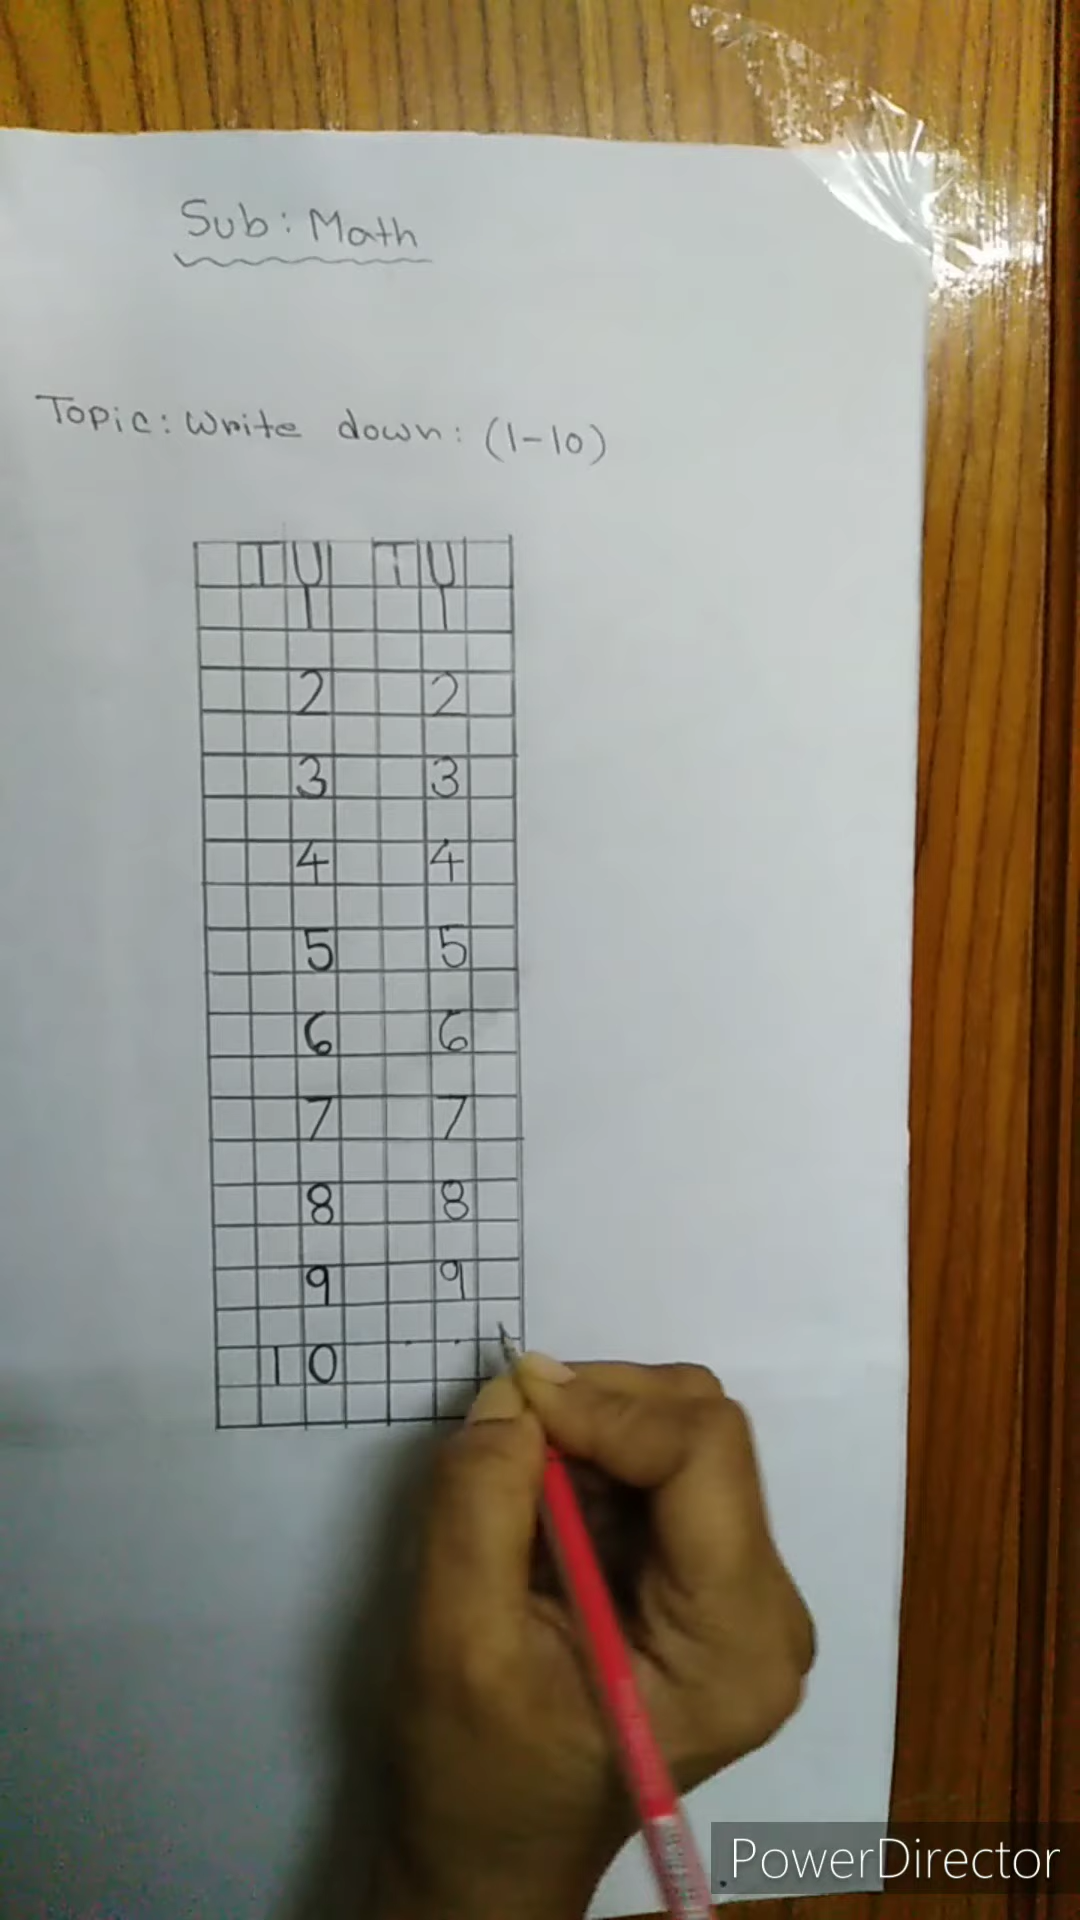 Sub: Math
Topic: Write down: (1-10)
T U T U
1 1
2 2
3 3
4 4
5 5
6 6
7 7
8 8
9 9
10
PowerDirector